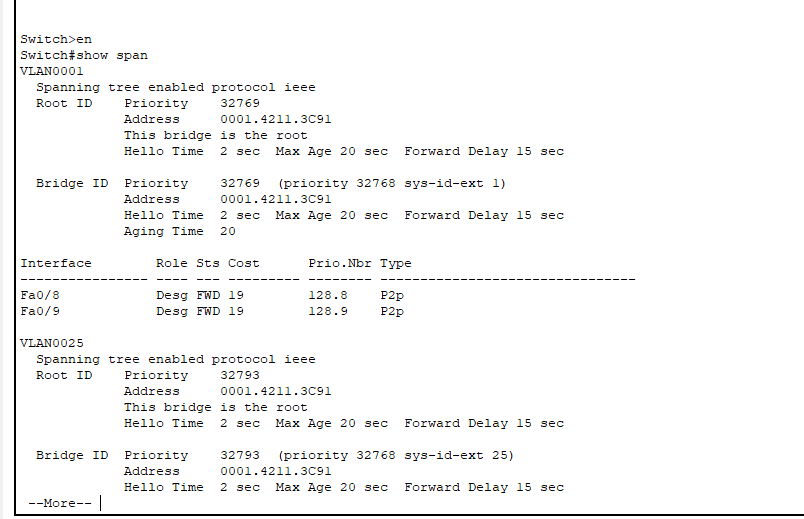 Switch>en
Switch#show span
VLAN0001
  Spanning tree enabled protocol ieee
  Root ID    Priority    32769
             Address     0001.4211.3C91
             This bridge is the root
             Hello Time  2 sec  Max Age 20 sec  Forward Delay 15 sec

  Bridge ID  Priority    32769  (priority 32768 sys-id-ext 1)
             Address     0001.4211.3C91
             Hello Time  2 sec  Max Age 20 sec  Forward Delay 15 sec
             Aging Time  20

Interface        Role Sts Cost      Prio.Nbr Type
---------------- ---- --- --------- -------- --------------------------------
Fa0/8            Desg FWD 19        128.8    P2p
Fa0/9            Desg FWD 19        128.9    P2p

VLAN0025
  Spanning tree enabled protocol ieee
  Root ID    Priority    32793
             Address     0001.4211.3C91
             This bridge is the root
             Hello Time  2 sec  Max Age 20 sec  Forward Delay 15 sec

  Bridge ID  Priority    32793  (priority 32768 sys-id-ext 25)
             Address     0001.4211.3C91
             Hello Time  2 sec  Max Age 20 sec  Forward Delay 15 sec
 --More--